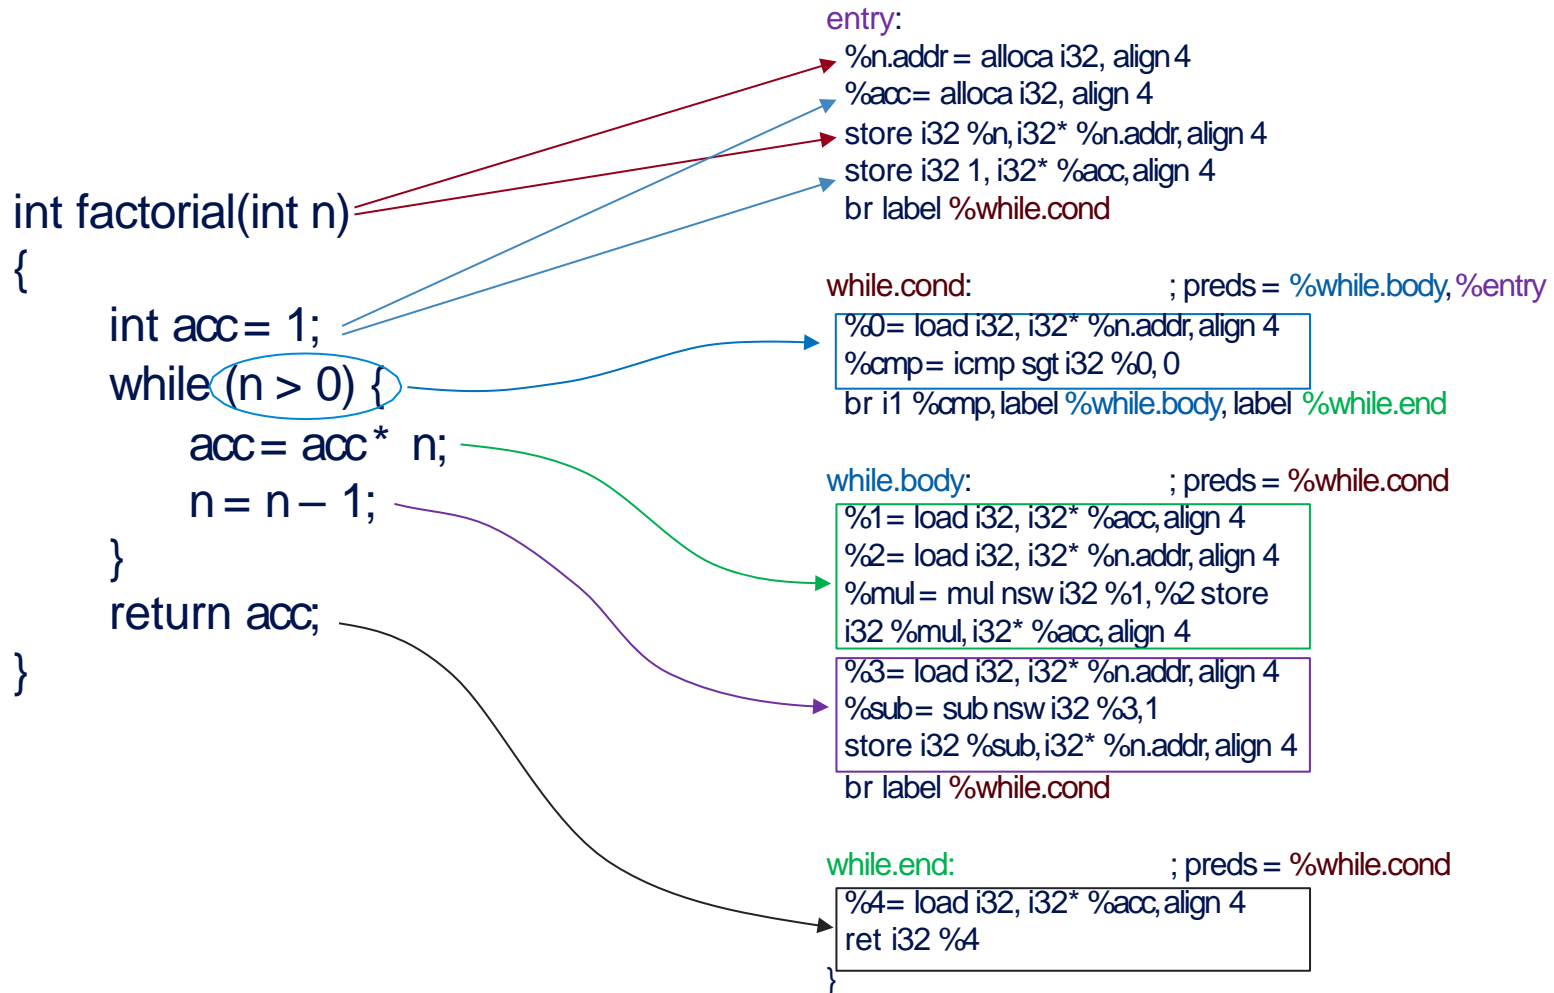 int factorial(int n)
{
int acc = 1;
while (n > 0) {
acc = acc * n;
n = n – 1;
}
return acc;
}
entry:
%n.addr = alloca i32, align 4
%acc = alloca i32, align 4
store i32 %n, i32* %n.addr, align 4
store i32 1, i32* %acc, align 4
br label %while.cond
while.cond: ; preds = %while.body, %entry
%0 = load i32, i32* %n.addr, align 4
%cmp = icmp sgt i32 %0, 0
br i1 %cmp, label %while.body, label %while.end
while.body: ; preds = %while.cond
%1 = load i32, i32* %acc, align 4
%2 = load i32, i32* %n.addr, align 4
%mul = mul nsw i32 %1, %2 store
i32 %mul, i32* %acc, align 4
%3 = load i32, i32* %n.addr, align 4
%sub = sub nsw i32 %3,1
store i32 %sub, i32* %n.addr, align 4
br label %while.cond
while.end: ; preds = %while.cond
%4 = load i32, i32* %acc, align 4
ret i32 %4
}